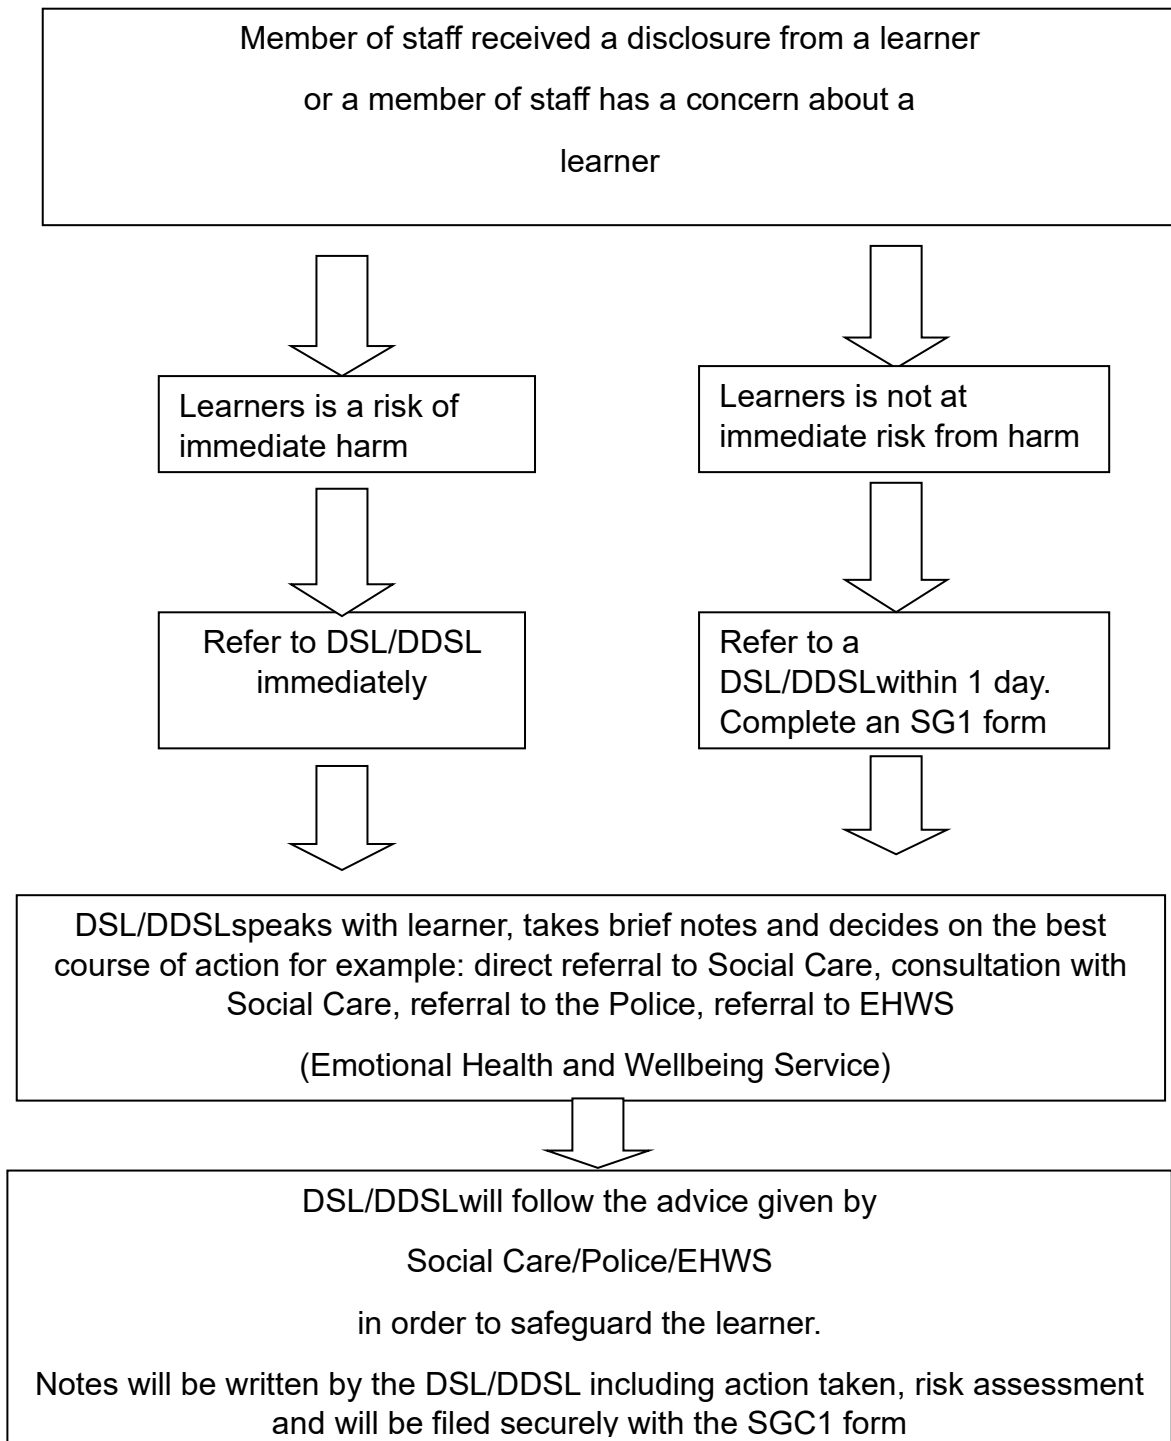 Member of staff received a disclosure from a learner
or a member of staff has a concern about a
learner
Learners is a risk of
immediate harm
Learners is not at
immediate risk from harm
Refer to DSL/DDSL
immediately
Refer to a
DSL/DDSLwithin 1 day.
Complete an SG1 form
DSL/DDSLspeaks with learner, takes brief notes and decides on the best
course of action for example: direct referral to Social Care, consultation with
Social Care, referral to the Police, referral to EHWS
(Emotional Health and Wellbeing Service)
DSL/DDSLwill follow the advice given by
Social Care/Police/EHWS
in order to safeguard the learner.
Notes will be written by the DSL/DDSL including action taken, risk assessment
and will be filed securely with the SGC1 form